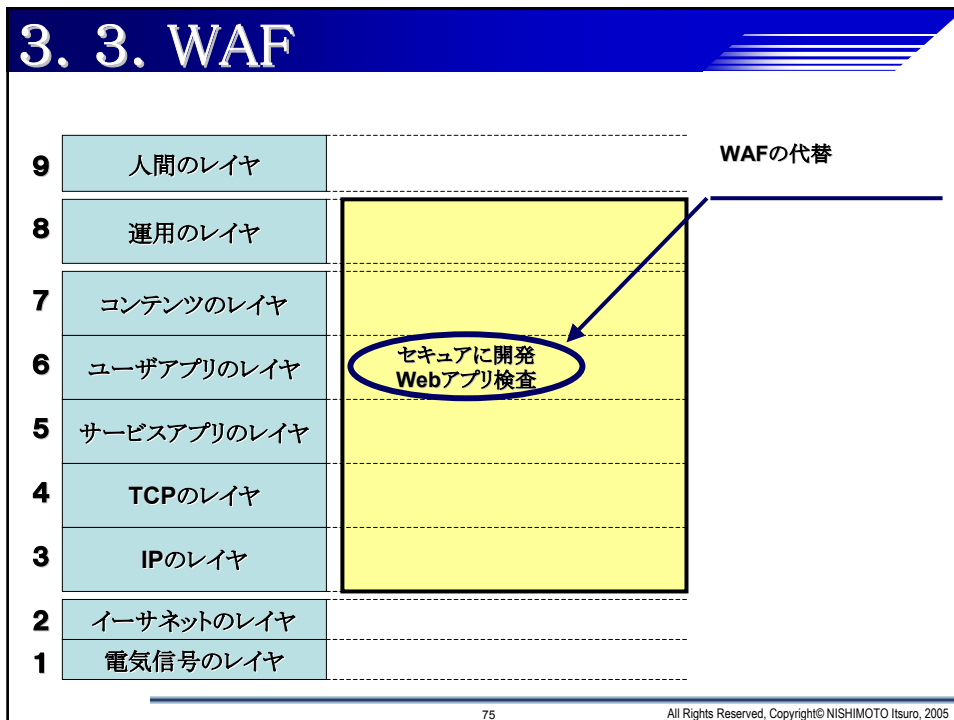 3. 3. WAF
WAFの代替
9 人間のレイヤ
8 運用のレイヤ
7 コンテンツのレイヤ
6 ユーザアプリのレイヤ
セキュアに開発
Webアプリ検査
5 サービスアプリのレイヤ
4 TCPのレイヤ
3 IPのレイヤ
2 イーサネットのレイヤ
1 電気信号のレイヤ
75
All Rights Reserved, Copyright© NISHIMOTO Itsuro, 2005